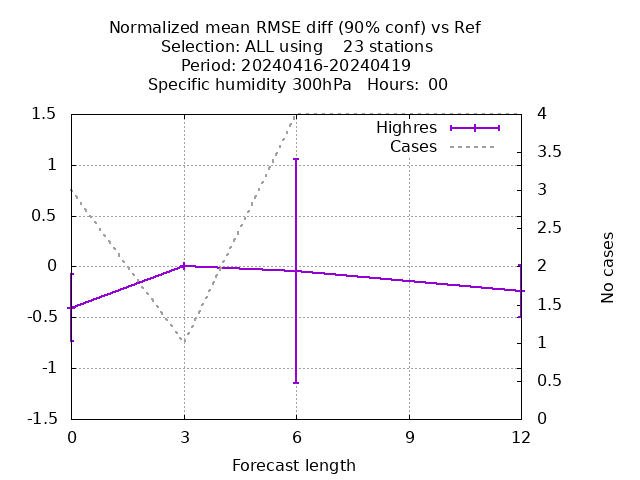 Normalized mean RMSE diff (90% conf) vs Ref
Selection: ALL using    23 stations
Period: 20240416-20240419
Specific humidity 300hPa   Hours:  00
Highres
Cases
1.5
1
0.5
0
-0.5
-1
-1.5
4
3.5
3
2.5
2
1.5
1
0.5
0
No cases
0 3 6 9 12
Forecast length